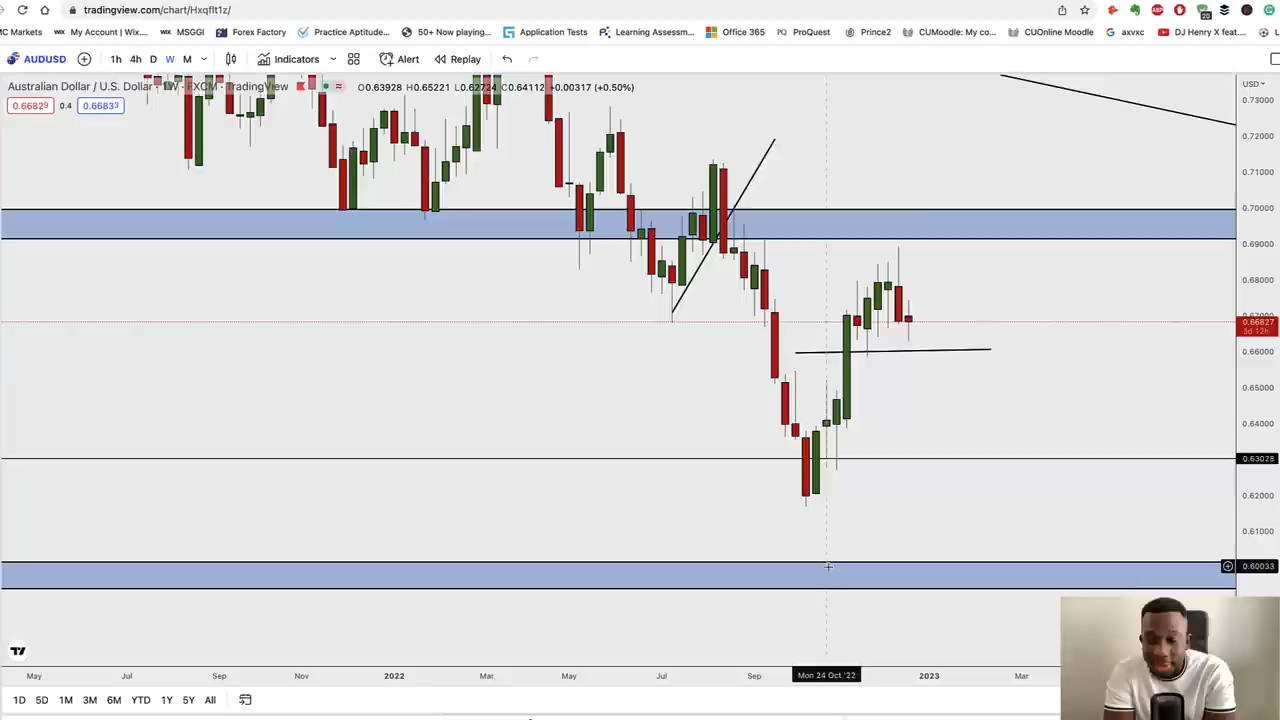 tradingview.com/chart/Hxqflt1z/
MC Markets My Account | Wix.... MSGGI Forex Factory Practice Aptitude... 50+ Now playing... Application Tests Learning Assessm... Office 365 ProQuest Prince2 CUMoodle: My co... CUOnline Moodle axvxc DJ Henry X feat....
AUDUSD 1h 4h D W M Indicators Alert Replay
Australian Dollar / U.S. Dollar · 1W · FXCM · TradingView O0.63928 H0.65221 L0.62724 C0.64112 +0.00317 (+0.50%)
USD
0.66829 0.4 0.66833
0.73000
0.72000
0.71000
0.70000
0.69000
0.68000
0.66827
3d 12h
0.66000
0.65000
0.64000
0.63028
0.62000
0.61000
0.60033
May Jul Sep Nov 2022 Mar May Jul Sep Mon 24 Oct '22 2023 Mar
1D 5D 1M 3M 6M YTD 1Y 5Y All